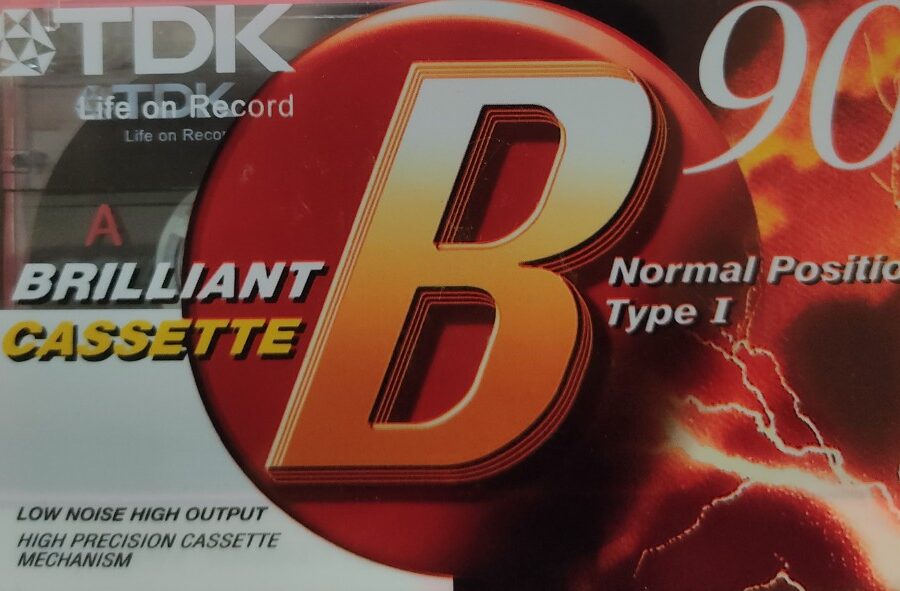 TDK
Life on Record
TDK
Life on Reco
A
BRILLIANT
CASSETTE
B
90
Normal Positio
Type I
LOW NOISE HIGH OUTPUT
HIGH PRECISION CASSETTE
MECHANISM